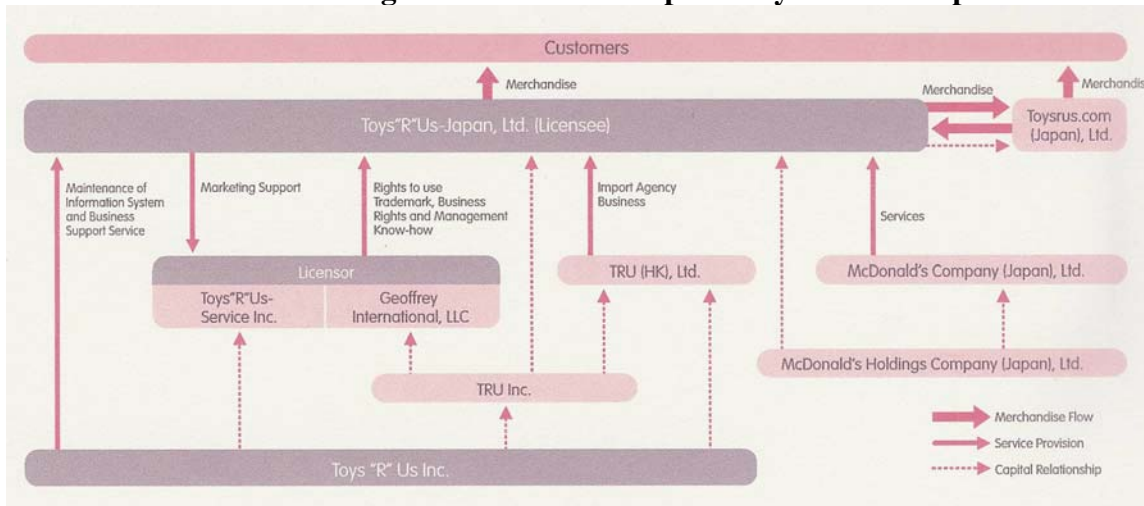 Customers
Merchandise
Merchandise
Toys"R"Us-Japan, Ltd. (Licensee)
Toysrus.com
(Japan), Ltd.
Maintenance of
Information System
and Business
Support Service
Marketing Support
Rights to use
Trademark, Business
Rights and Management
Know-how
Import Agency
Business
Services
Licensor
Toys"R"Us-
Service Inc.
Geoffrey
International, LLC
TRU (HK), Ltd.
McDonald's Company (Japan), Ltd.
TRU Inc.
McDonald's Holdings Company (Japan), Ltd.
Merchandise Flow
Service Provision
Capital Relationship
Toys "R" Us Inc.